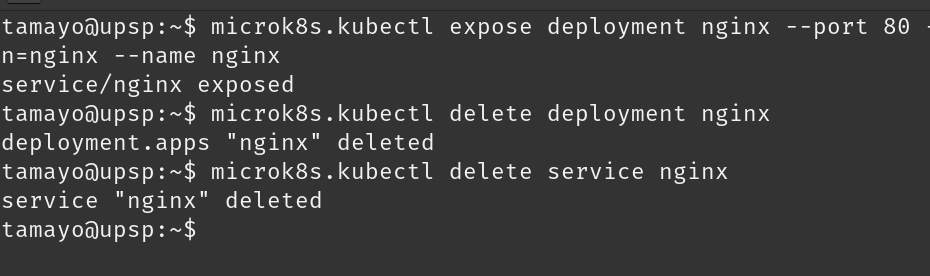 tamayo@upsp:~$ microk8s.kubectl expose deployment nginx --port 80 -
n=nginx --name nginx
service/nginx exposed
tamayo@upsp:~$ microk8s.kubectl delete deployment nginx
deployment.apps "nginx" deleted
tamayo@upsp:~$ microk8s.kubectl delete service nginx
service "nginx" deleted
tamayo@upsp:~$